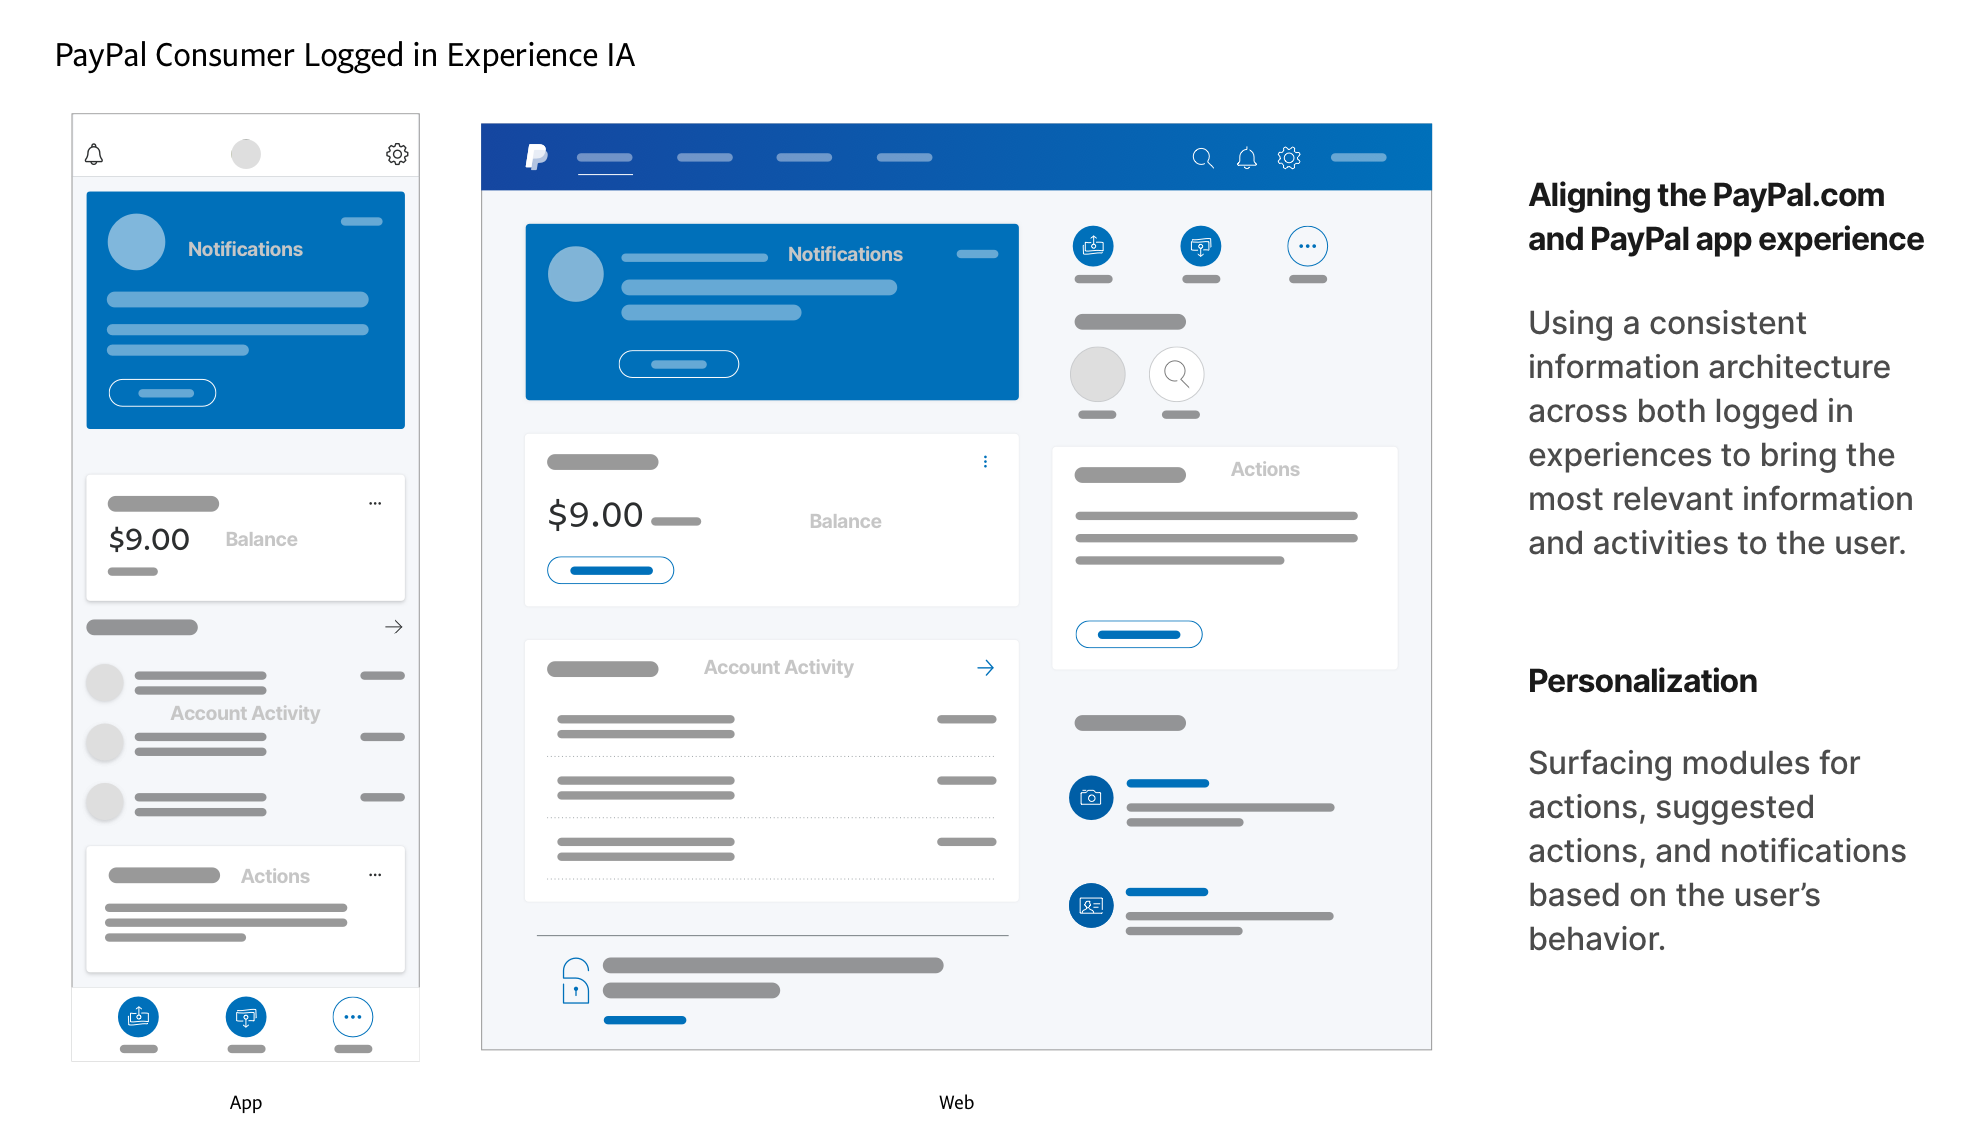 PayPal Consumer Logged in Experience IA
Notifications
$9.00
Balance
Account Activity
Actions
App
Notifications
$9.00
Balance
Account Activity
Actions
Web
Aligning the PayPal.com
and PayPal app experience
Using a consistent
information architecture
across both logged in
experiences to bring the
most relevant information
and activities to the user.
Personalization
Surfacing modules for
actions, suggested
actions, and notifications
based on the user’s
behavior.